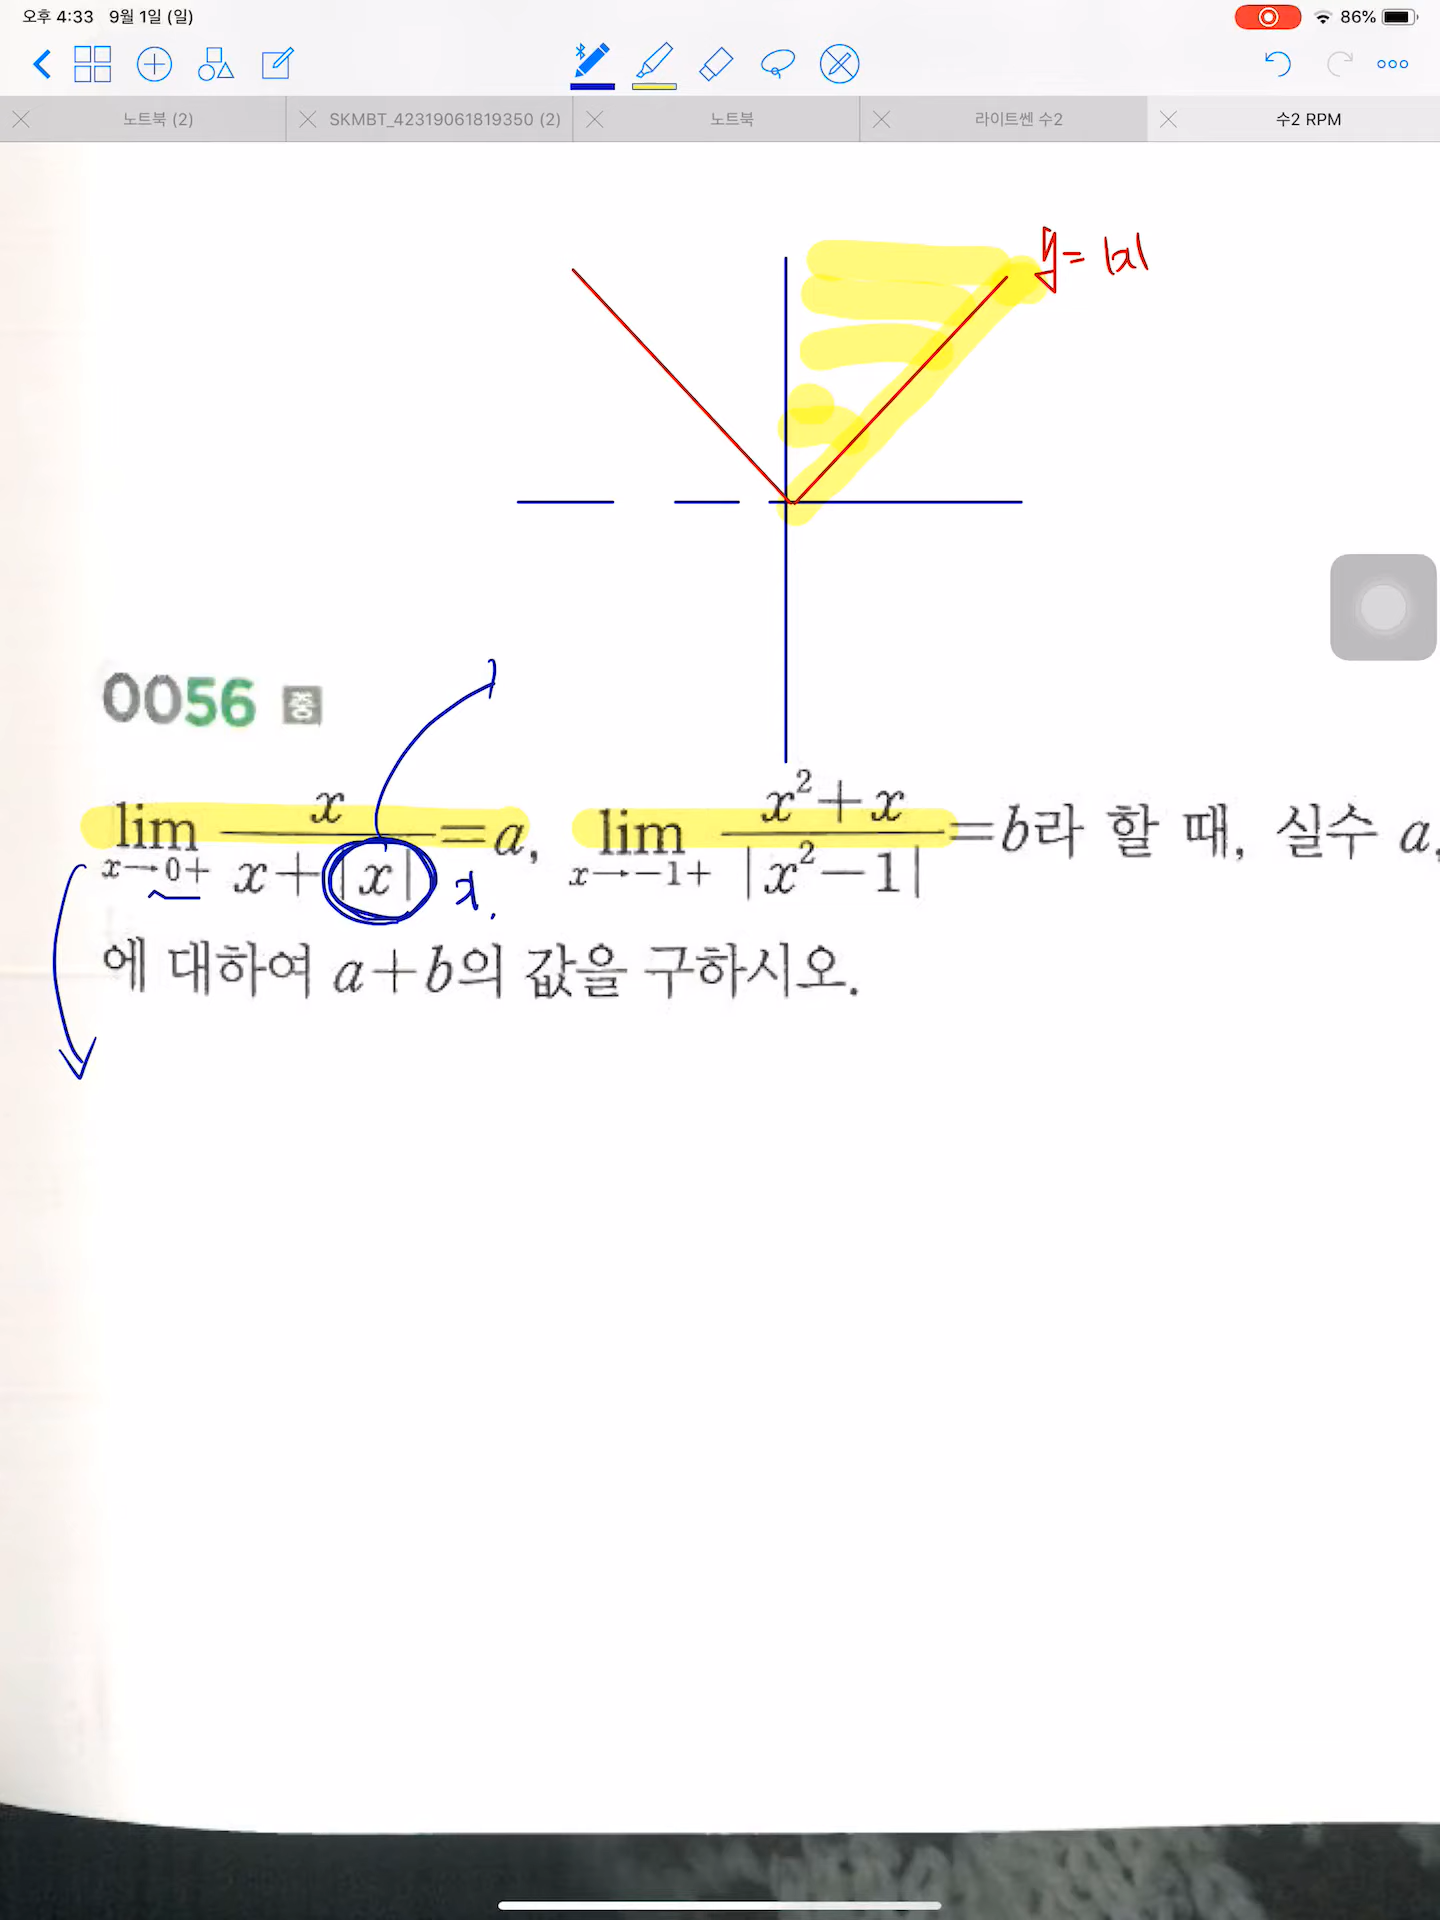 오후 4:33 9월 1일 (일) 86%
노트북 (2) SKMBT_42319061819350 (2) 노트북 라이트쎈 수2 수2 RPM
y = |x|
0056 중
lim x→0+ x / (x+|x|) = a, lim x→-1+ (x²+x) / |x²-1| = b라 할 때, 실수 a,
x.
에 대하여 a+b의 값을 구하시오.